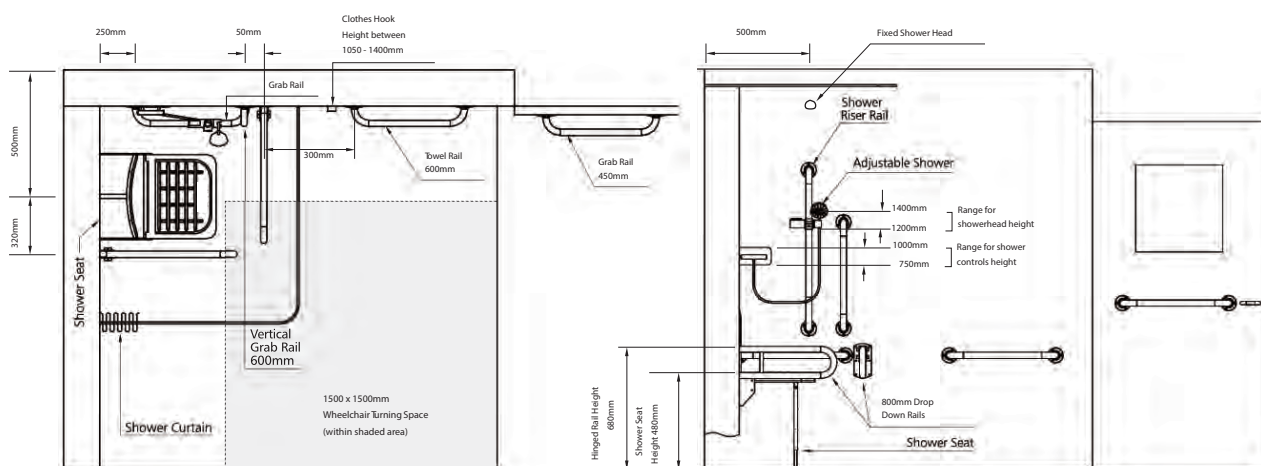 250mm
50mm
Clothes Hook
Height between
1050 - 1400mm
Grab Rail
500mm
320mm
300mm
Towel Rail
600mm
Grab Rail
450mm
Shower Seat
Vertical
Grab Rail
600mm
Shower Curtain
1500 x 1500mm
Wheelchair Turning Space
(within shaded area)
500mm
Fixed Shower Head
Shower
Riser Rail
Adjustable Shower
1400mm
1200mm
Range for
showerhead height
1000mm
750mm
Range for shower
controls height
Hinged Rail Height
680mm
Shower Seat
Height 480mm
800mm Drop
Down Rails
Shower Seat